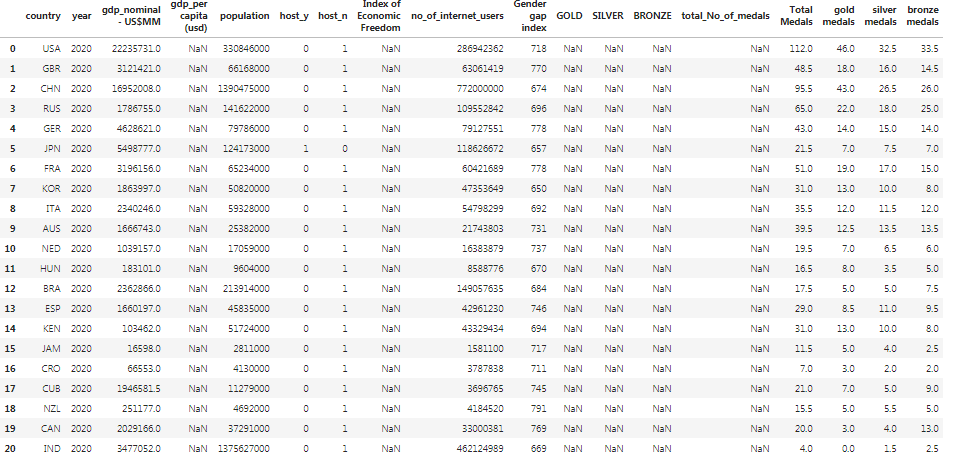 country year gdp_nominal - US$MM gdp_per capita (usd) population host_y host_n Index of Economic Freedom no_of_internet_users Gender gap index GOLD SILVER BRONZE total_No_of_medals Total Medals gold medals silver medals bronze medals
0 USA 2020 22235731.0 NaN 330846000 0 1 NaN 286942362 718 NaN NaN NaN NaN 112.0 46.0 32.5 33.5
1 GBR 2020 3121421.0 NaN 66168000 0 1 NaN 63061419 770 NaN NaN NaN NaN 48.5 18.0 16.0 14.5
2 CHN 2020 16952008.0 NaN 1390475000 0 1 NaN 772000000 674 NaN NaN NaN NaN 95.5 43.0 26.5 26.0
3 RUS 2020 1786755.0 NaN 141622000 0 1 NaN 109552842 696 NaN NaN NaN NaN 65.0 22.0 18.0 25.0
4 GER 2020 4628621.0 NaN 79786000 0 1 NaN 79127551 778 NaN NaN NaN NaN 43.0 14.0 15.0 14.0
5 JPN 2020 5498777.0 NaN 124173000 1 0 NaN 118626672 657 NaN NaN NaN NaN 21.5 7.0 7.5 7.0
6 FRA 2020 3196156.0 NaN 65234000 0 1 NaN 60421689 778 NaN NaN NaN NaN 51.0 19.0 17.0 15.0
7 KOR 2020 1863997.0 NaN 50820000 0 1 NaN 47353649 650 NaN NaN NaN NaN 31.0 13.0 10.0 8.0
8 ITA 2020 2340246.0 NaN 59328000 0 1 NaN 54798299 692 NaN NaN NaN NaN 35.5 12.0 11.5 12.0
9 AUS 2020 1666743.0 NaN 25382000 0 1 NaN 21743803 731 NaN NaN NaN NaN 39.5 12.5 13.5 13.5
10 NED 2020 1039157.0 NaN 17059000 0 1 NaN 16383879 737 NaN NaN NaN NaN 19.5 7.0 6.5 6.0
11 HUN 2020 183101.0 NaN 9604000 0 1 NaN 8588776 670 NaN NaN NaN NaN 16.5 8.0 3.5 5.0
12 BRA 2020 2362866.0 NaN 213914000 0 1 NaN 149057635 684 NaN NaN NaN NaN 17.5 5.0 5.0 7.5
13 ESP 2020 1660197.0 NaN 45835000 0 1 NaN 42961230 746 NaN NaN NaN NaN 29.0 8.5 11.0 9.5
14 KEN 2020 103462.0 NaN 51724000 0 1 NaN 43329434 694 NaN NaN NaN NaN 31.0 13.0 10.0 8.0
15 JAM 2020 16598.0 NaN 2811000 0 1 NaN 1581100 717 NaN NaN NaN NaN 11.5 5.0 4.0 2.5
16 CRO 2020 66553.0 NaN 4130000 0 1 NaN 3787838 711 NaN NaN NaN NaN 7.0 3.0 2.0 2.0
17 CUB 2020 1946581.5 NaN 11279000 0 1 NaN 3696765 745 NaN NaN NaN NaN 21.0 7.0 5.0 9.0
18 NZL 2020 251177.0 NaN 4692000 0 1 NaN 4184520 791 NaN NaN NaN NaN 15.5 5.0 5.0 5.5
19 CAN 2020 2029166.0 NaN 37291000 0 1 NaN 33000381 769 NaN NaN NaN NaN 20.0 3.0 4.0 13.0
20 IND 2020 3477052.0 NaN 1375627000 0 1 NaN 462124989 669 NaN NaN NaN NaN 4.0 0.0 1.5 2.5